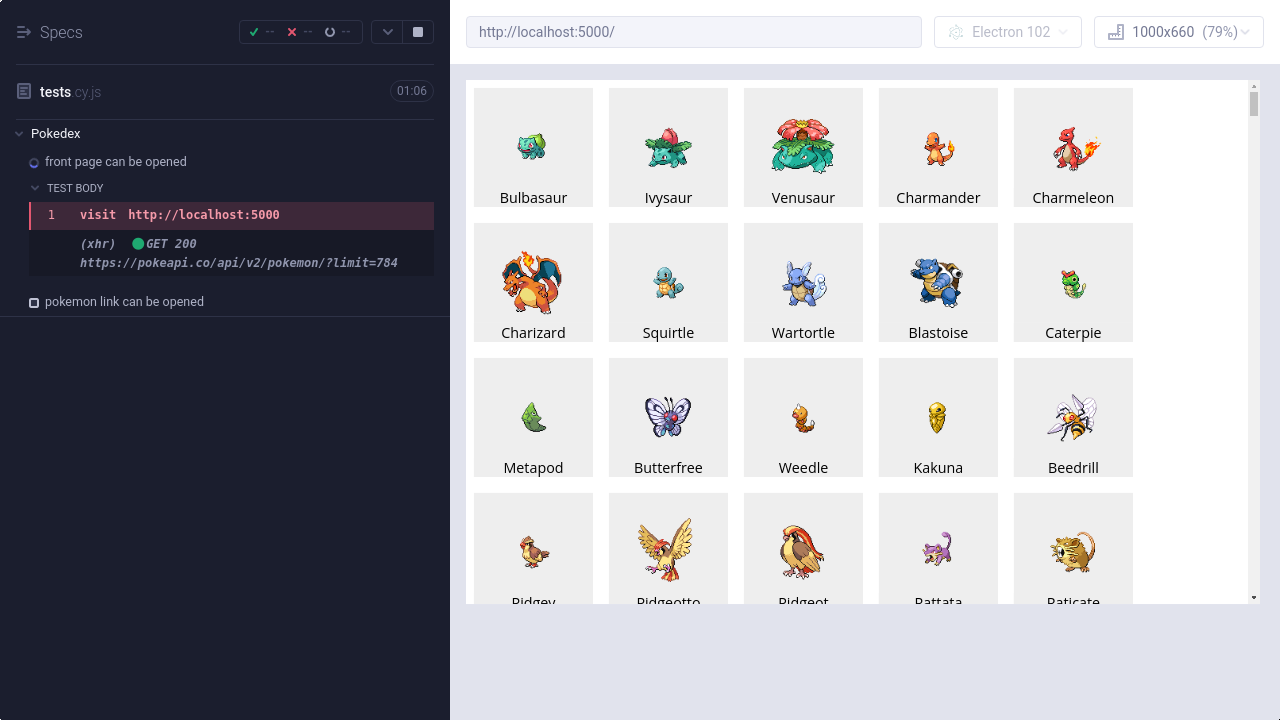 Specs
--
--
--
http://localhost:5000/
Electron 102
1000x660 (79%)
tests.cy.js
01:06
Pokedex
front page can be opened
TEST BODY
1 visit http://localhost:5000
(xhr) GET 200
https://pokeapi.co/api/v2/pokemon/?limit=784
pokemon link can be opened
Bulbasaur Ivysaur Venusaur Charmander Charmeleon
Charizard Squirtle Wartortle Blastoise Caterpie
Metapod Butterfree Weedle Kakuna Beedrill
Pidgey Pidgeotto Pidgeot Rattata Raticate